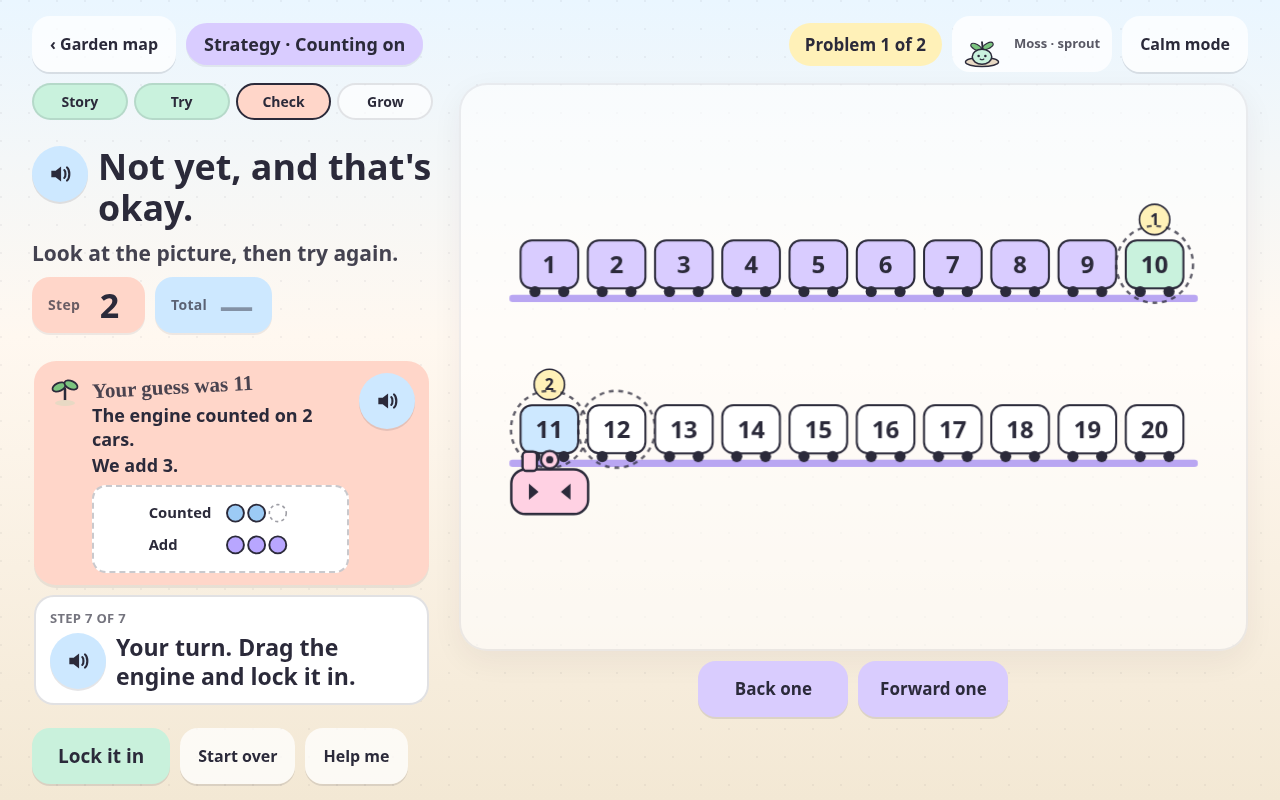 ‹ Garden map
Strategy · Counting on
Problem 1 of 2
Moss · sprout
Calm mode
Story
Try
Check
Grow
Not yet, and that's
okay.
Look at the picture, then try again.
Step 2
Total —
Your guess was 11
The engine counted on 2
cars.
We add 3.
Counted
Add
STEP 7 OF 7
Your turn. Drag the
engine and lock it in.
Lock it in
Start over
Help me
1
1 2 3 4 5 6 7 8 9 10
2
11 12 13 14 15 16 17 18 19 20
Back one
Forward one